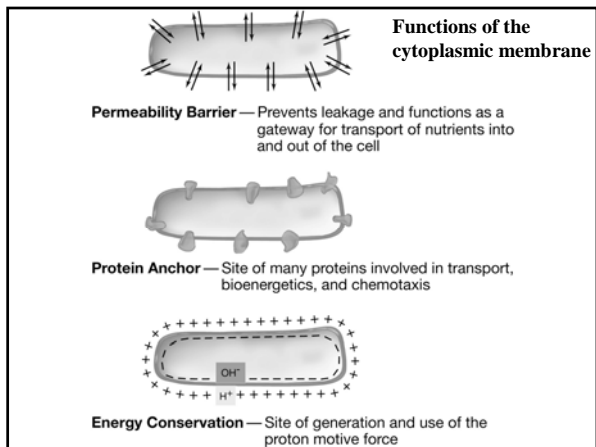 Functions of the
cytoplasmic membrane
Permeability Barrier — Prevents leakage and functions as a
gateway for transport of nutrients into
and out of the cell
Protein Anchor — Site of many proteins involved in transport,
bioenergetics, and chemotaxis
+ + + + + + + + + + + + + + + + + + + + + + + + + + + + + + + + + + + +
OH⁻
H⁺
Energy Conservation — Site of generation and use of the
proton motive force